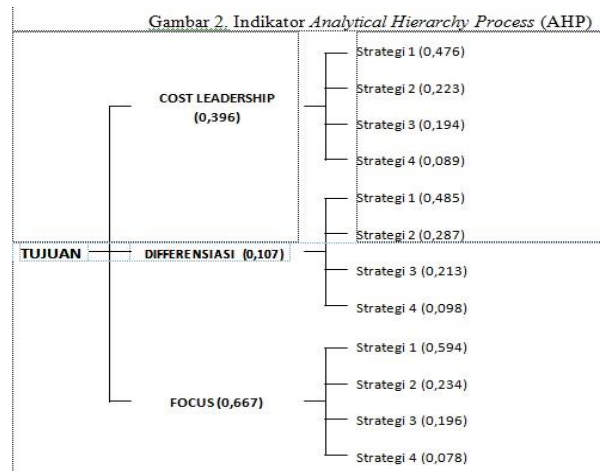 Gambar 2. Indikator Analytical Hierarchy Process (AHP)
Strategi 1 (0,476)
Strategi 2 (0,223)
COST LEADERSHIP
(0,396)
Strategi 3 (0,194)
Strategi 4 (0,089)
Strategi 1 (0,485)
Strategi 2 (0,287)
TUJUAN
DIFFERENSIASI (0,107)
Strategi 3 (0,213)
Strategi 4 (0,098)
Strategi 1 (0,594)
Strategi 2 (0,234)
FOCUS (0,667)
Strategi 3 (0,196)
Strategi 4 (0,078)